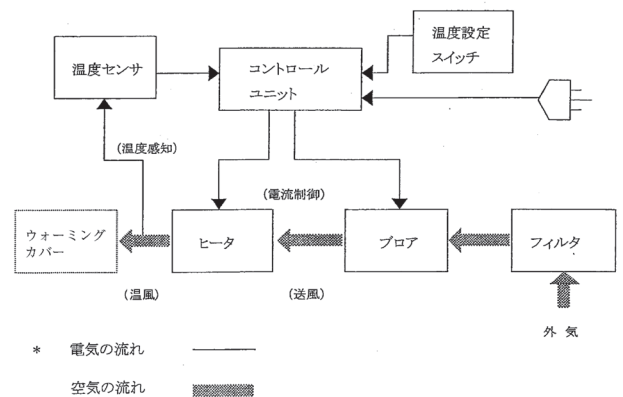 温度設定
スイッチ
温度センサ
コントロール
ユニット
(温度感知)
(電流制御)
ウォーミング
カバー
ヒータ
ブロア
フィルタ
(温風)
(送風)
外 気
* 電気の流れ
空気の流れ